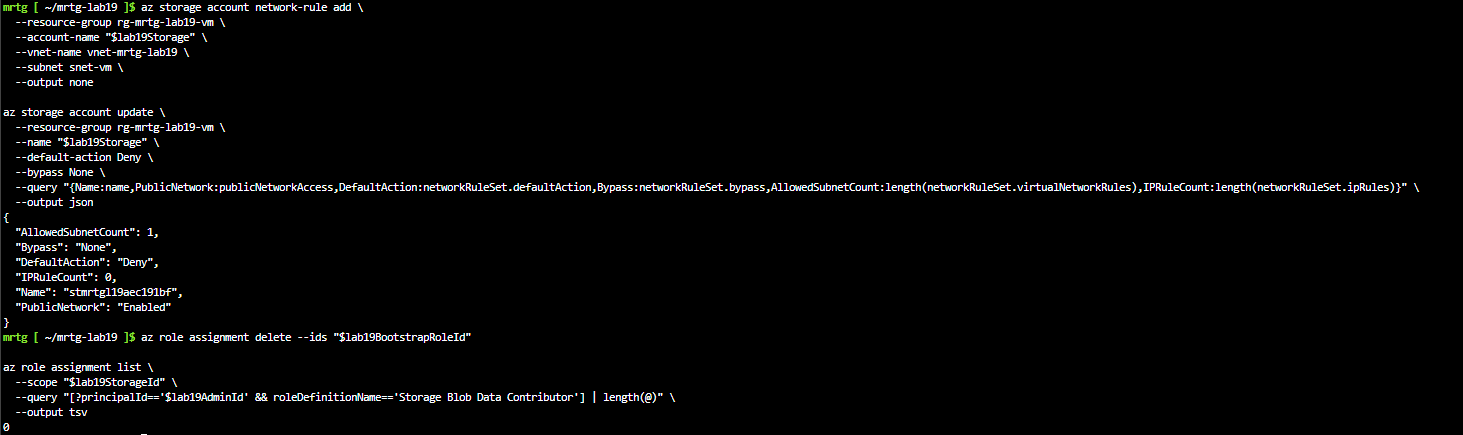 mrtg [ ~/mrtg-lab19 ]$ az storage account network-rule add \
  --resource-group rg-mrtg-lab19-vm \
  --account-name "$lab19Storage" \
  --vnet-name vnet-mrtg-lab19 \
  --subnet snet-vm \
  --output none

az storage account update \
  --resource-group rg-mrtg-lab19-vm \
  --name "$lab19Storage" \
  --default-action Deny \
  --bypass None \
  --query "{Name:name,PublicNetwork:publicNetworkAccess,DefaultAction:networkRuleSet.defaultAction,Bypass:networkRuleSet.bypass,AllowedSubnetCount:length(networkRuleSet.virtualNetworkRules),IPRuleCount:length(networkRuleSet.ipRules)}" \
  --output json
{
  "AllowedSubnetCount": 1,
  "Bypass": "None",
  "DefaultAction": "Deny",
  "IPRuleCount": 0,
  "Name": "stmrtgl19aec191bf",
  "PublicNetwork": "Enabled"
}
mrtg [ ~/mrtg-lab19 ]$ az role assignment delete --ids "$lab19BootstrapRoleId"

az role assignment list \
  --scope "$lab19StorageId" \
  --query "[?principalId=='$lab19AdminId' && roleDefinitionName=='Storage Blob Data Contributor'] | length(@)" \
  --output tsv
0